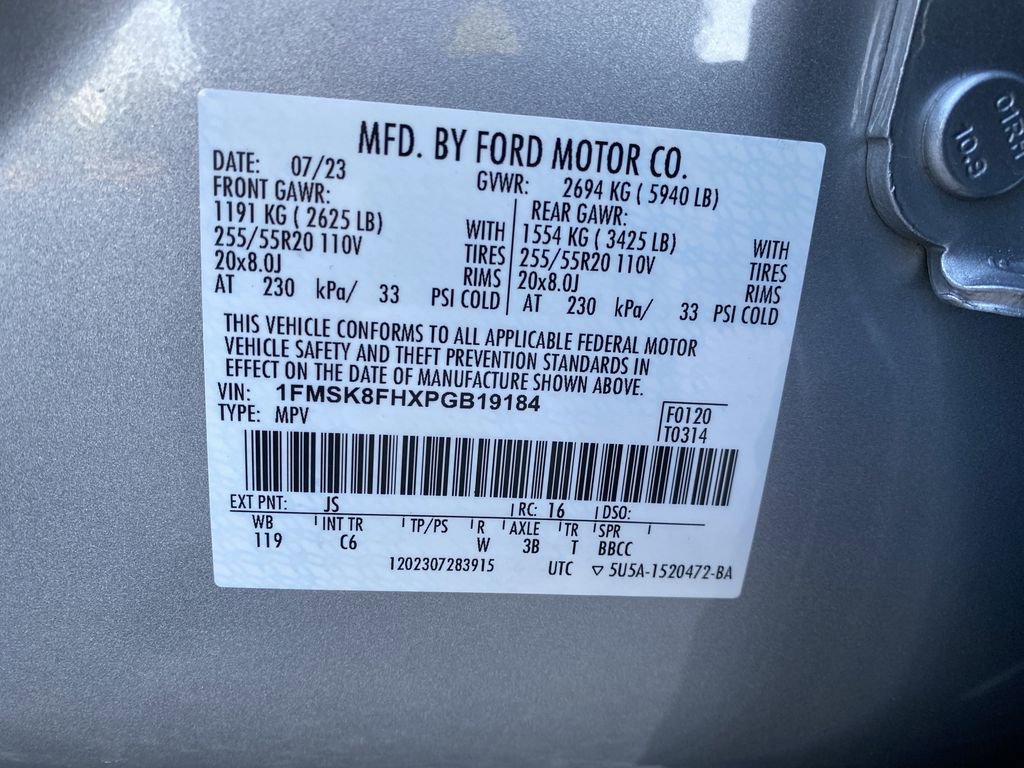 MFD. BY FORD MOTOR CO.
DATE: 07/23 GVWR: 2694 KG ( 5940 LB)
FRONT GAWR: REAR GAWR:
1191 KG ( 2625 LB) WITH 1554 KG ( 3425 LB) WITH
255/55R20 110V TIRES 255/55R20 110V TIRES
20x8.0J RIMS 20x8.0J RIMS
AT 230 kPa/ 33 PSI COLD AT 230 kPa/ 33 PSI COLD
THIS VEHICLE CONFORMS TO ALL APPLICABLE FEDERAL MOTOR
VEHICLE SAFETY AND THEFT PREVENTION STANDARDS IN
EFFECT ON THE DATE OF MANUFACTURE SHOWN ABOVE.
VIN: 1FMSK8FHXPGB19184
TYPE: MPV
F0120
T0314
EXT PNT: JS RC: 16 DSO:
WB INT TR TP/PS R AXLE TR SPR
119 C6 W 3B T BBCC
1202307283915 UTC ▽ 5U5A-1520472-BA
10.9